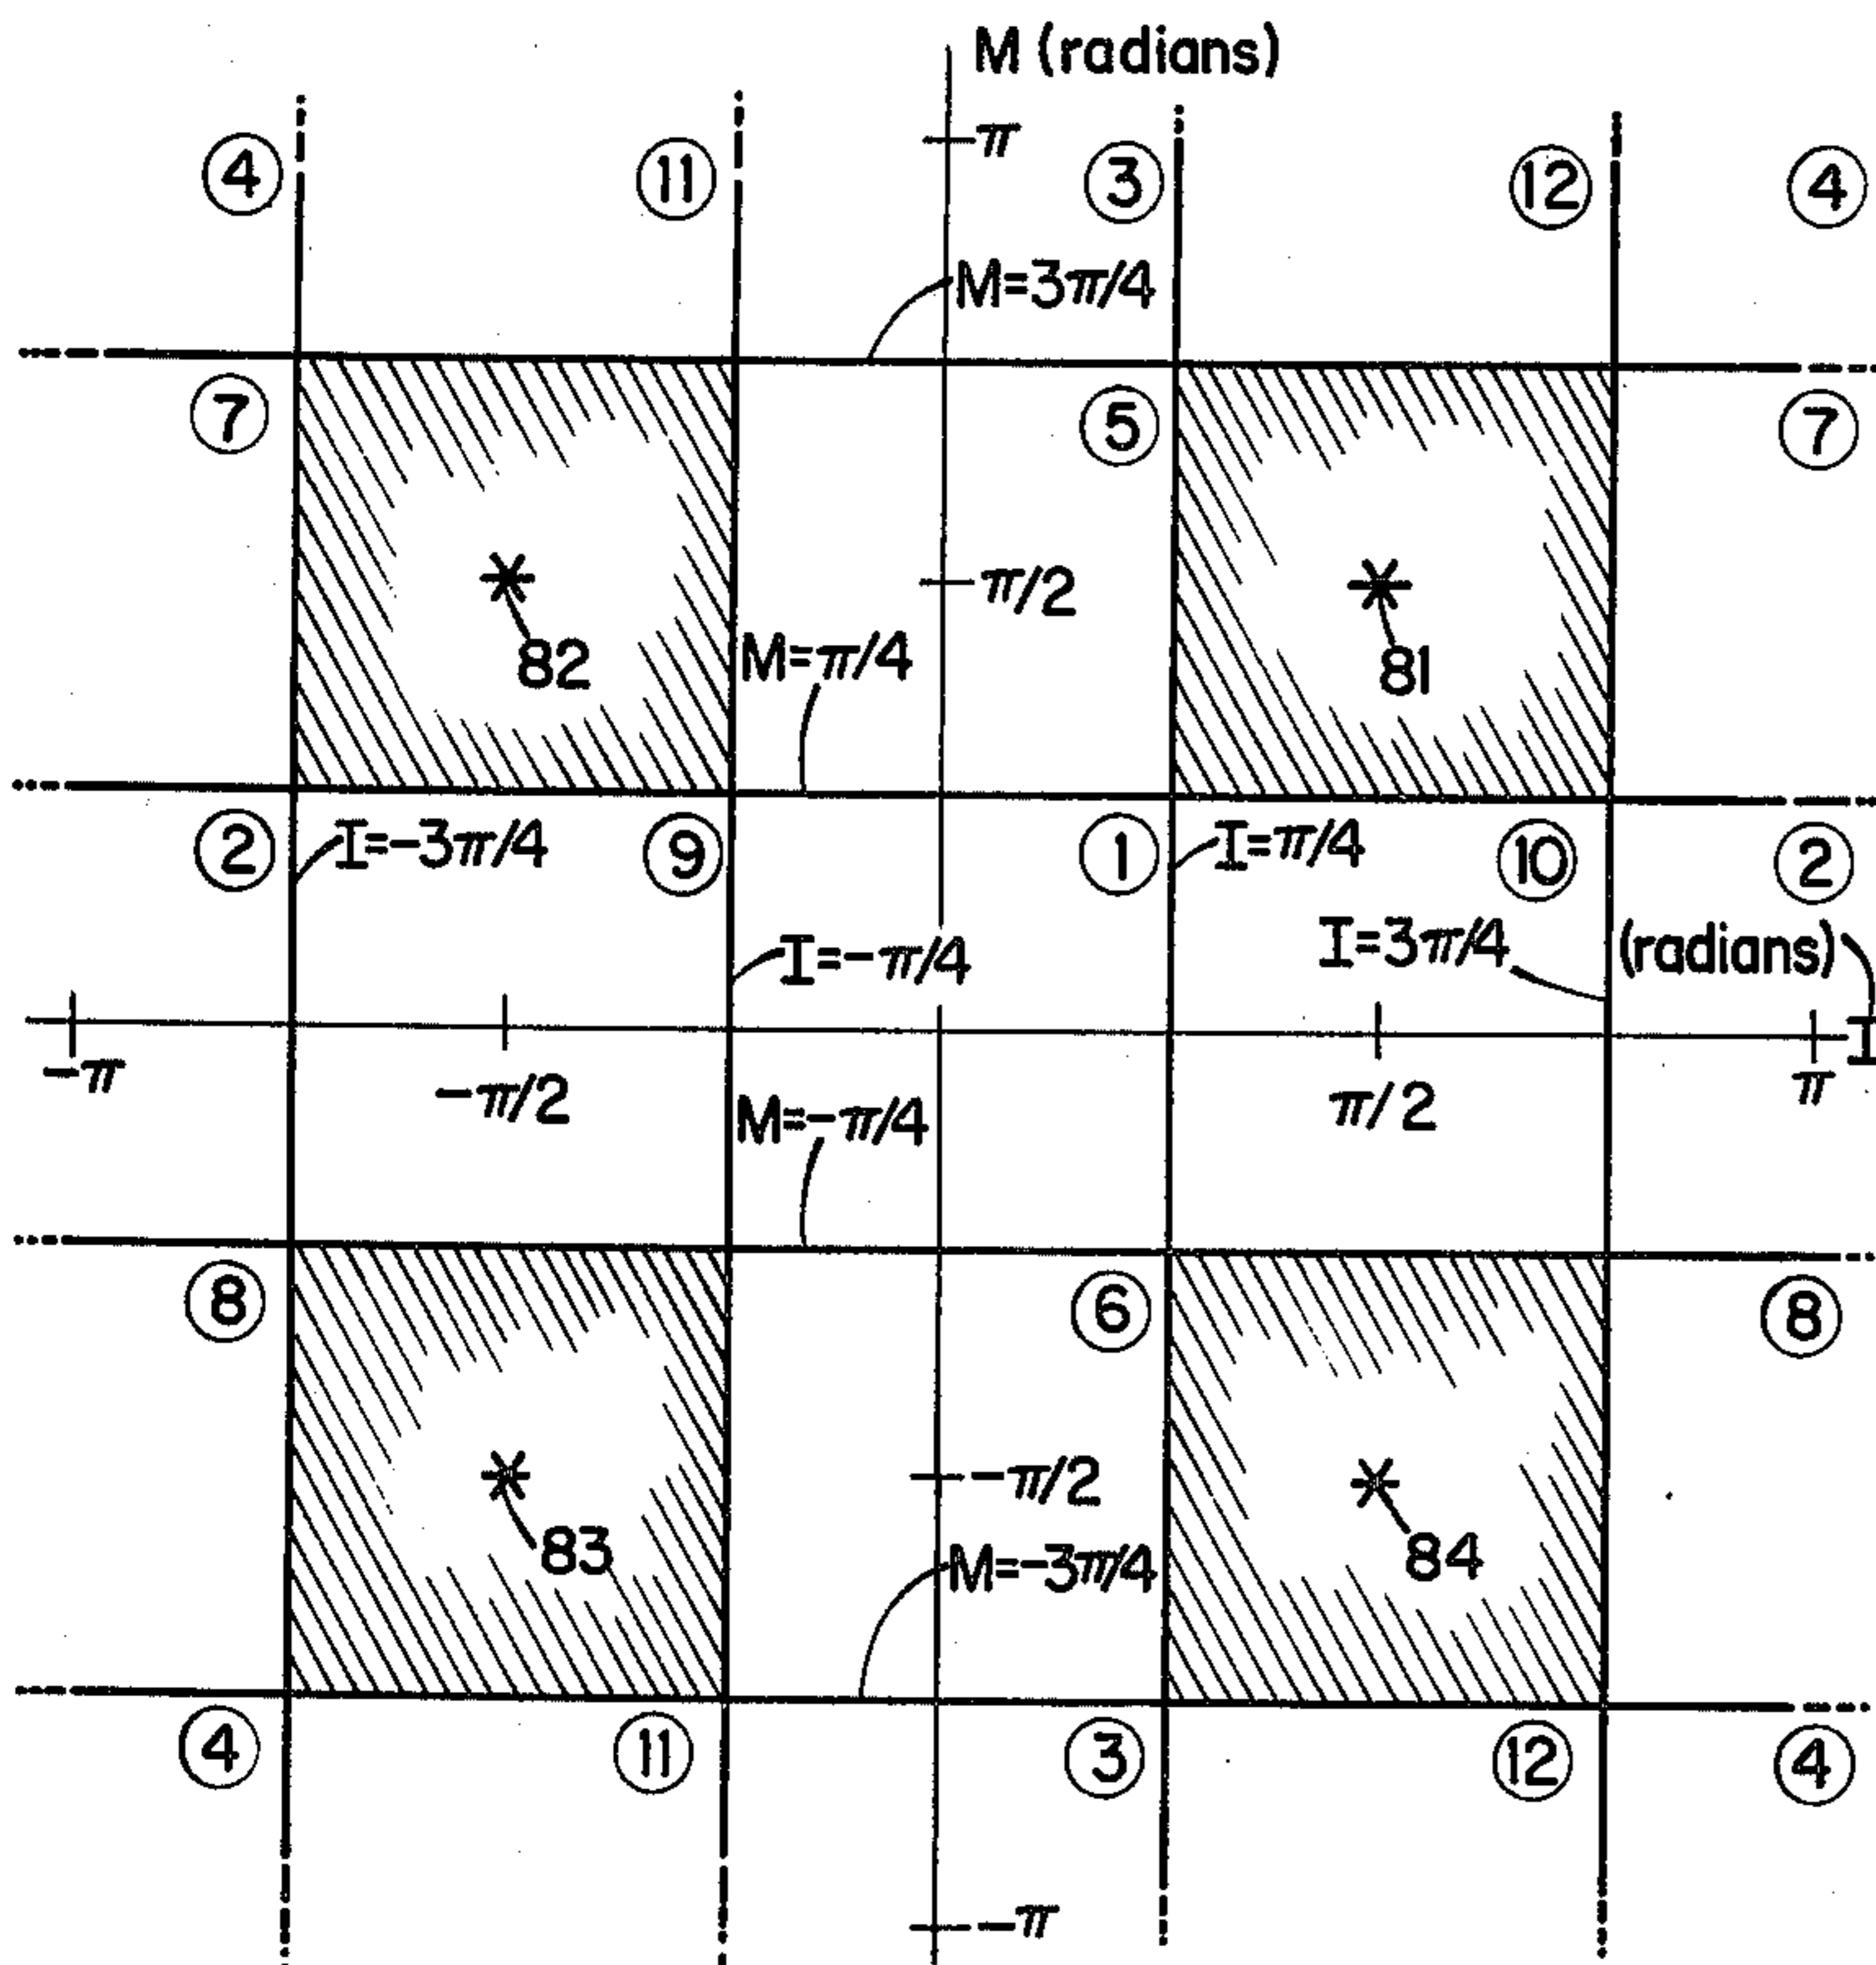 M (radians)
π
④ ⑪ ③ ⑫ ④
M=3π/4
⑦ ⑤ ⑦
π/2
82 M=π/4 81
② I=-3π/4 ⑨ ① I=π/4 ⑩ ②
I=-π/4 I=3π/4 (radians)
I
-π -π/2 π/2 π
M=-π/4
⑧ ⑥ ⑧
-π/2
83 M=-3π/4 84
④ ⑪ ③ ⑫ ④
-π